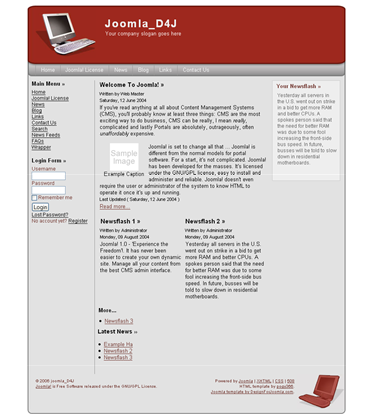 Joomla_D4J
Your company slogan goes here
Home Joomla! License News Blog Links Contact Us
Main Menu »
Home
Joomla! License
News
Blog
Links
Contact Us
Search
News Feeds
FAQs
Wrapper
Login Form »
Username
Password
Remember me
Login
Lost Password?
No account yet? Register
Welcome To Joomla! »
Written by Web Master
Saturday, 12 June 2004
If you're read anything at all about Content Management Systems
(CMS), you'll probably know at least three things: CMS are the most
exciting way to do business, CMS can be really, I mean really,
complicated and lastly Portals are absolutely, outrageously, often
unaffordably expensive.
Sample
Image
Example Caption
Joomla! is set to change all that ... Joomla! is
different from the normal models for portal
software. For a start, it's not complicated. Joomla!
has been developed for the masses. It's licensed
under the GNU/GPL license, easy to install and
administer and reliable. Joomla! doesn't even
require the user or administrator of the system to know HTML to
operate it once it's up and running.
Last Updated ( Saturday, 12 June 2004 )
Read more...
Newsflash 1 »
Written by Administrator
Monday, 09 August 2004
Joomla! 1.0 - 'Experience the
Freedom'!. It has never been
easier to create your own dynamic
site. Manage all your content from
the best CMS admin interface.
Newsflash 2 »
Written by Administrator
Monday, 09 August 2004
Yesterday all servers in the U.S.
went out on strike in a bid to get
more RAM and better CPUs. A
spokes person said that the need
for better RAM was due to some
fool increasing the front-side bus
speed. In future, busses will be
told to slow down in residential
motherboards.
More...
Newsflash 3
Latest News »
Example Ha
Newsflash 2
Newsflash 3
Your Newsflash »
Yesterday all servers in
the U.S. went out on strike
in a bid to get more RAM
and better CPUs. A
spokes person said that
the need for better RAM
was due to some fool
increasing the front-side
bus speed. In future,
busses will be told to slow
down in residential
motherboards.
© 2006 Joomla_D4J
Joomla! is Free Software released under the GNU/GPL License.
Powered by Joomla! | XHTML | CSS | RSS
HTML template by
Joomla template by DesignForJoomla.com